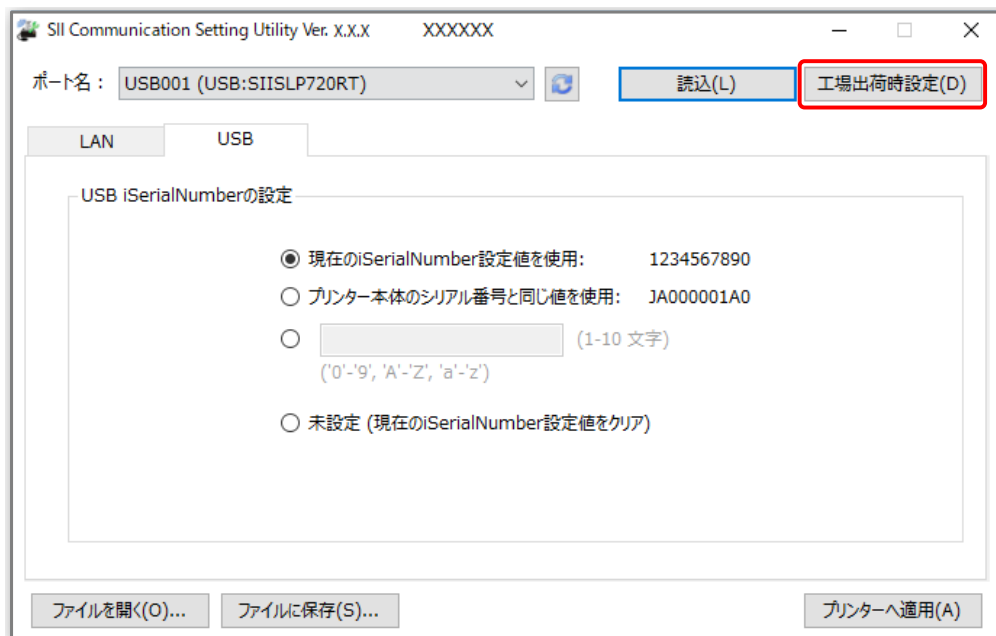 SII Communication Setting Utility Ver. X.X.X XXXXXX
ポート名： USB001 (USB:SIISLP720RT) 読込(L) 工場出荷時設定(D)
LAN USB
USB iSerialNumberの設定
現在のiSerialNumber設定値を使用: 1234567890
プリンター本体のシリアル番号と同じ値を使用: JA000001A0
(1-10 文字)
('0'-'9', 'A'-'Z', 'a'-'z')
未設定 (現在のiSerialNumber設定値をクリア)
ファイルを開く(O)... ファイルに保存(S)... プリンターへ適用(A)